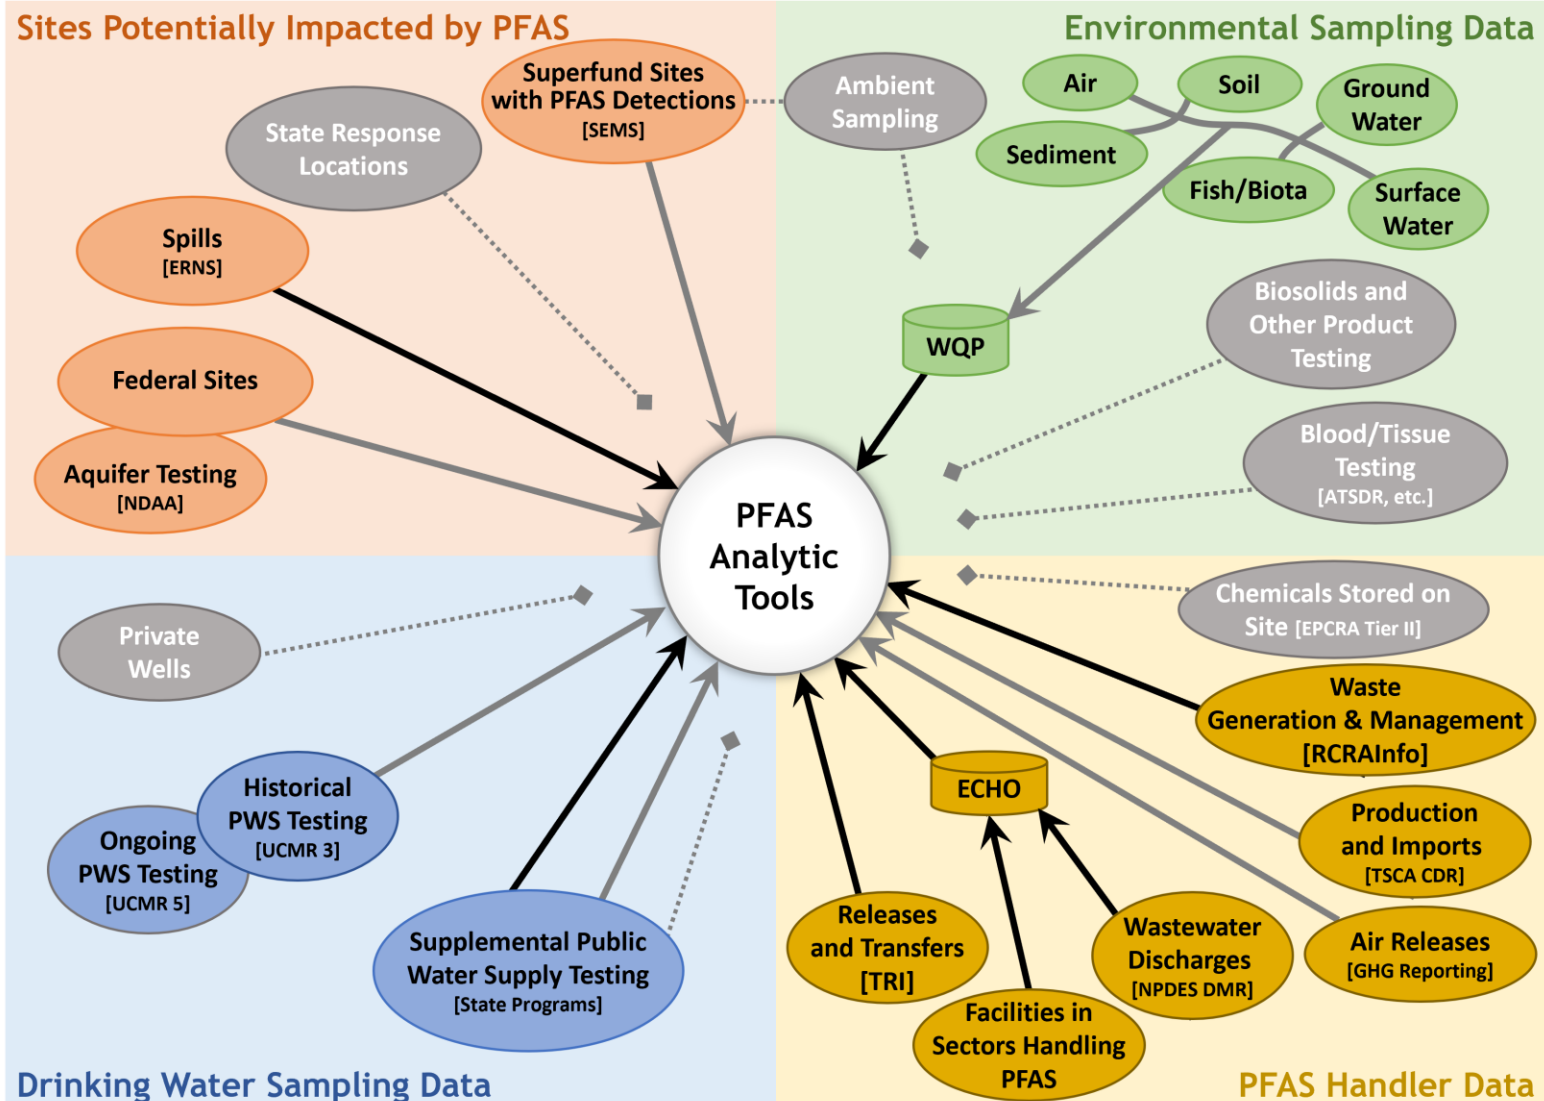 Sites Potentially Impacted by PFAS
Superfund Sites
with PFAS Detections
[SEMS]
State Response
Locations
Spills
[ERNS]
Federal Sites
Aquifer Testing
[NDAA]
Environmental Sampling Data
Ambient
Sampling
Air
Soil
Ground
Water
Sediment
Fish/Biota
Surface
Water
WQP
Biosolids and
Other Product
Testing
Blood/Tissue
Testing
[ATSDR, etc.]
PFAS
Analytic
Tools
Private
Wells
Historical
PWS Testing
[UCMR 3]
Ongoing
PWS Testing
[UCMR 5]
Supplemental Public
Water Supply Testing
[State Programs]
Drinking Water Sampling Data
Chemicals Stored on
Site [EPCRA Tier II]
Waste
Generation & Management
[RCRAInfo]
ECHO
Production
and Imports
[TSCA CDR]
Releases
and Transfers
[TRI]
Wastewater
Discharges
[NPDES DMR]
Air Releases
[GHG Reporting]
Facilities in
Sectors Handling
PFAS
PFAS Handler Data